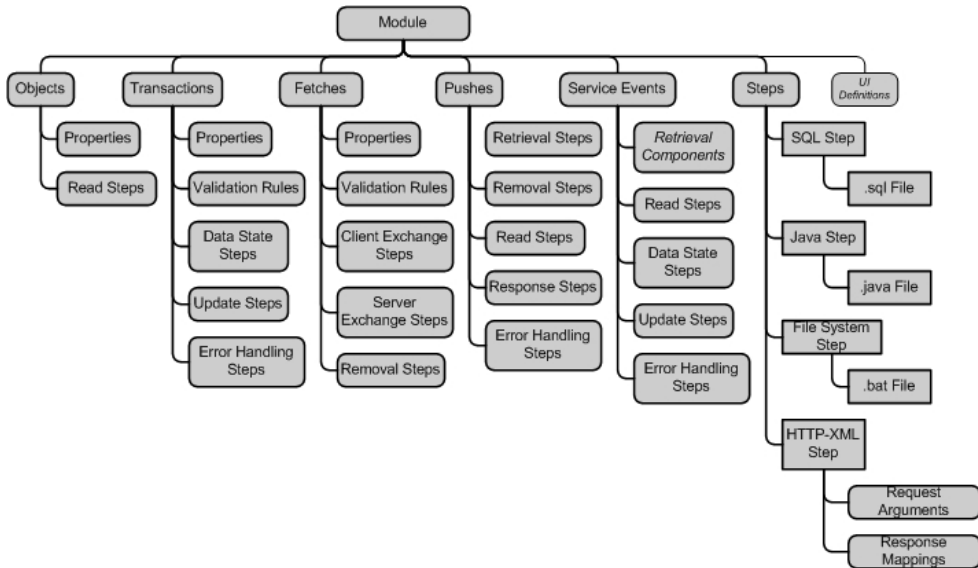 Module
Objects
Transactions
Fetches
Pushes
Service Events
Steps
UI
Definitions
Properties
Read Steps
Properties
Validation Rules
Data State
Steps
Update Steps
Error Handling
Steps
Properties
Validation Rules
Client Exchange
Steps
Server
Exchange Steps
Removal Steps
Retrieval Steps
Removal Steps
Read Steps
Response Steps
Error Handling
Steps
Retrieval
Components
Read Steps
Data State
Steps
Update Steps
Error Handling
Steps
SQL Step
.sql File
Java Step
.java File
File System
Step
.bat File
HTTP-XML
Step
Request
Arguments
Response
Mappings